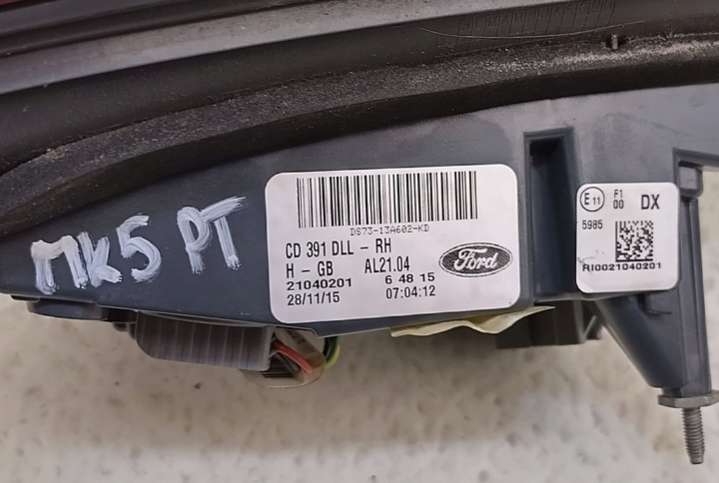 MK5 PT
DS73-13A602-KD
CD 391 DLL - RH
H - GB AL21.04
21040201 6 48 15
28/11/15 07:04:12
Ford
E 11 F1 00 DX
5985
RI0021040201